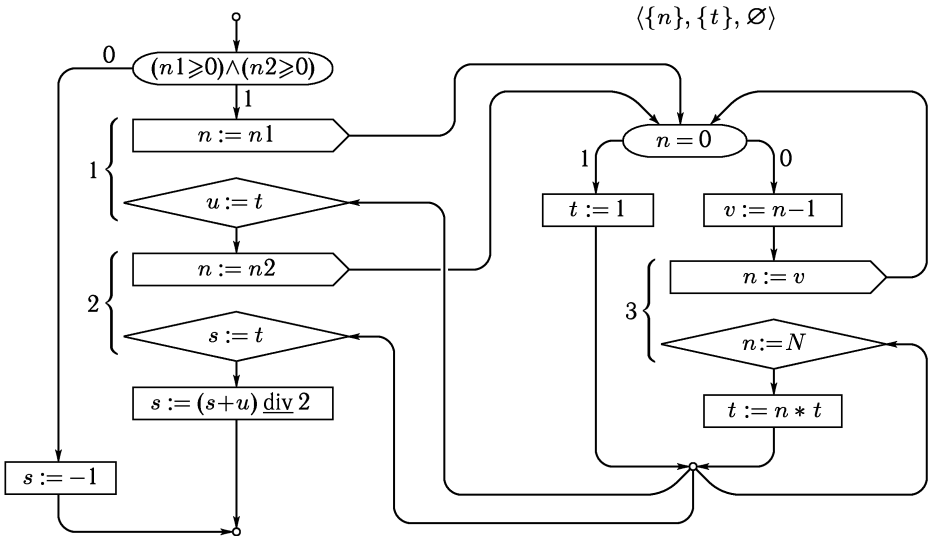 ⟨{n}, {t}, ∅⟩
0
(n1⩾0)∧(n2⩾0)
1
n := n1
1
u := t
2
n := n2
s := t
s := (s+u) div 2
s := −1
n = 0
1
0
t := 1
v := n−1
3
n := v
n:=N
t := n ∗ t